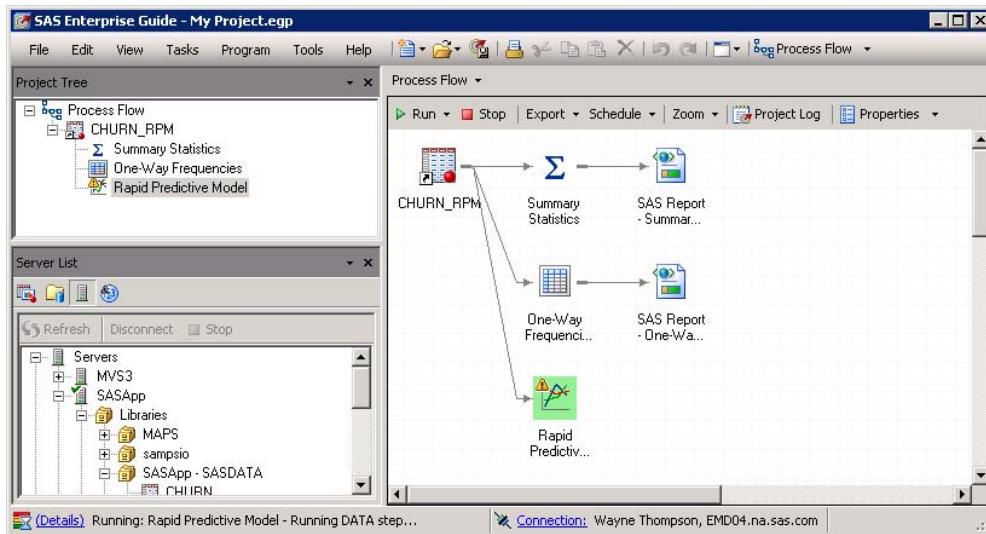 SAS Enterprise Guide - My Project.egp
File Edit View Tasks Program Tools Help Process Flow
Project Tree
Process Flow
CHURN_RPM
Summary Statistics
One-Way Frequencies
Rapid Predictive Model
Server List
Refresh Disconnect Stop
Servers
MVS3
SASApp
Libraries
MAPS
sampsio
SASApp - SASDATA
CHURN
Process Flow
Run Stop Export Schedule Zoom Project Log Properties
CHURN_RPM
Summary
Statistics
SAS Report
- Summar...
One-Way
Frequenci...
SAS Report
- One-Wa...
Rapid
Predictiv...
(Details) Running: Rapid Predictive Model - Running DATA step... Connection: Wayne Thompson, EMD04.na.sas.com